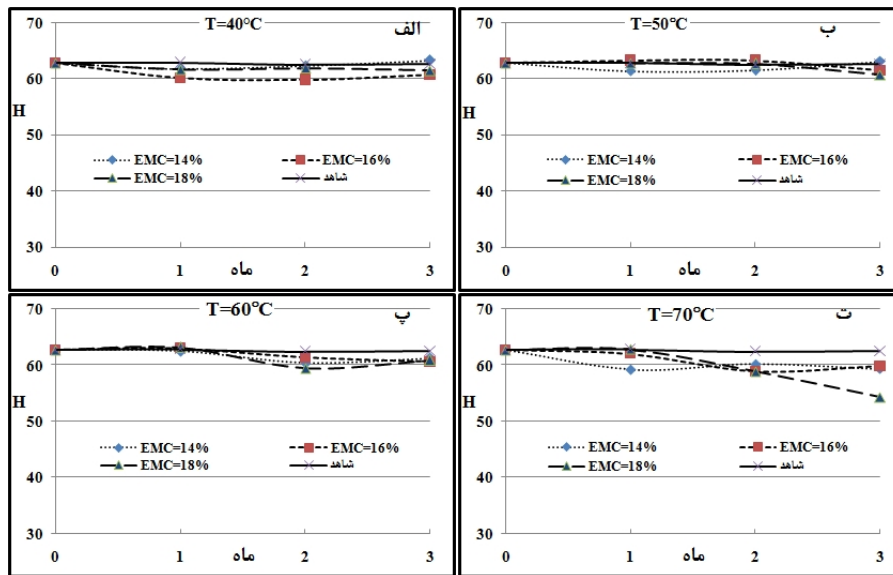 T=40°C
الف
70
60
50
40
30
H
EMC=14%
EMC=16%
EMC=18%
شاهد
0
1
2
3
ماه
T=50°C
ب
70
60
50
40
30
H
EMC=14%
EMC=16%
EMC=18%
شاهد
0
1
2
3
ماه
T=60°C
پ
70
60
50
40
30
H
EMC=14%
EMC=16%
EMC=18%
شاهد
0
1
2
3
ماه
T=70°C
ت
70
60
50
40
30
H
EMC=14%
EMC=16%
EMC=18%
شاهد
0
1
2
3
ماه